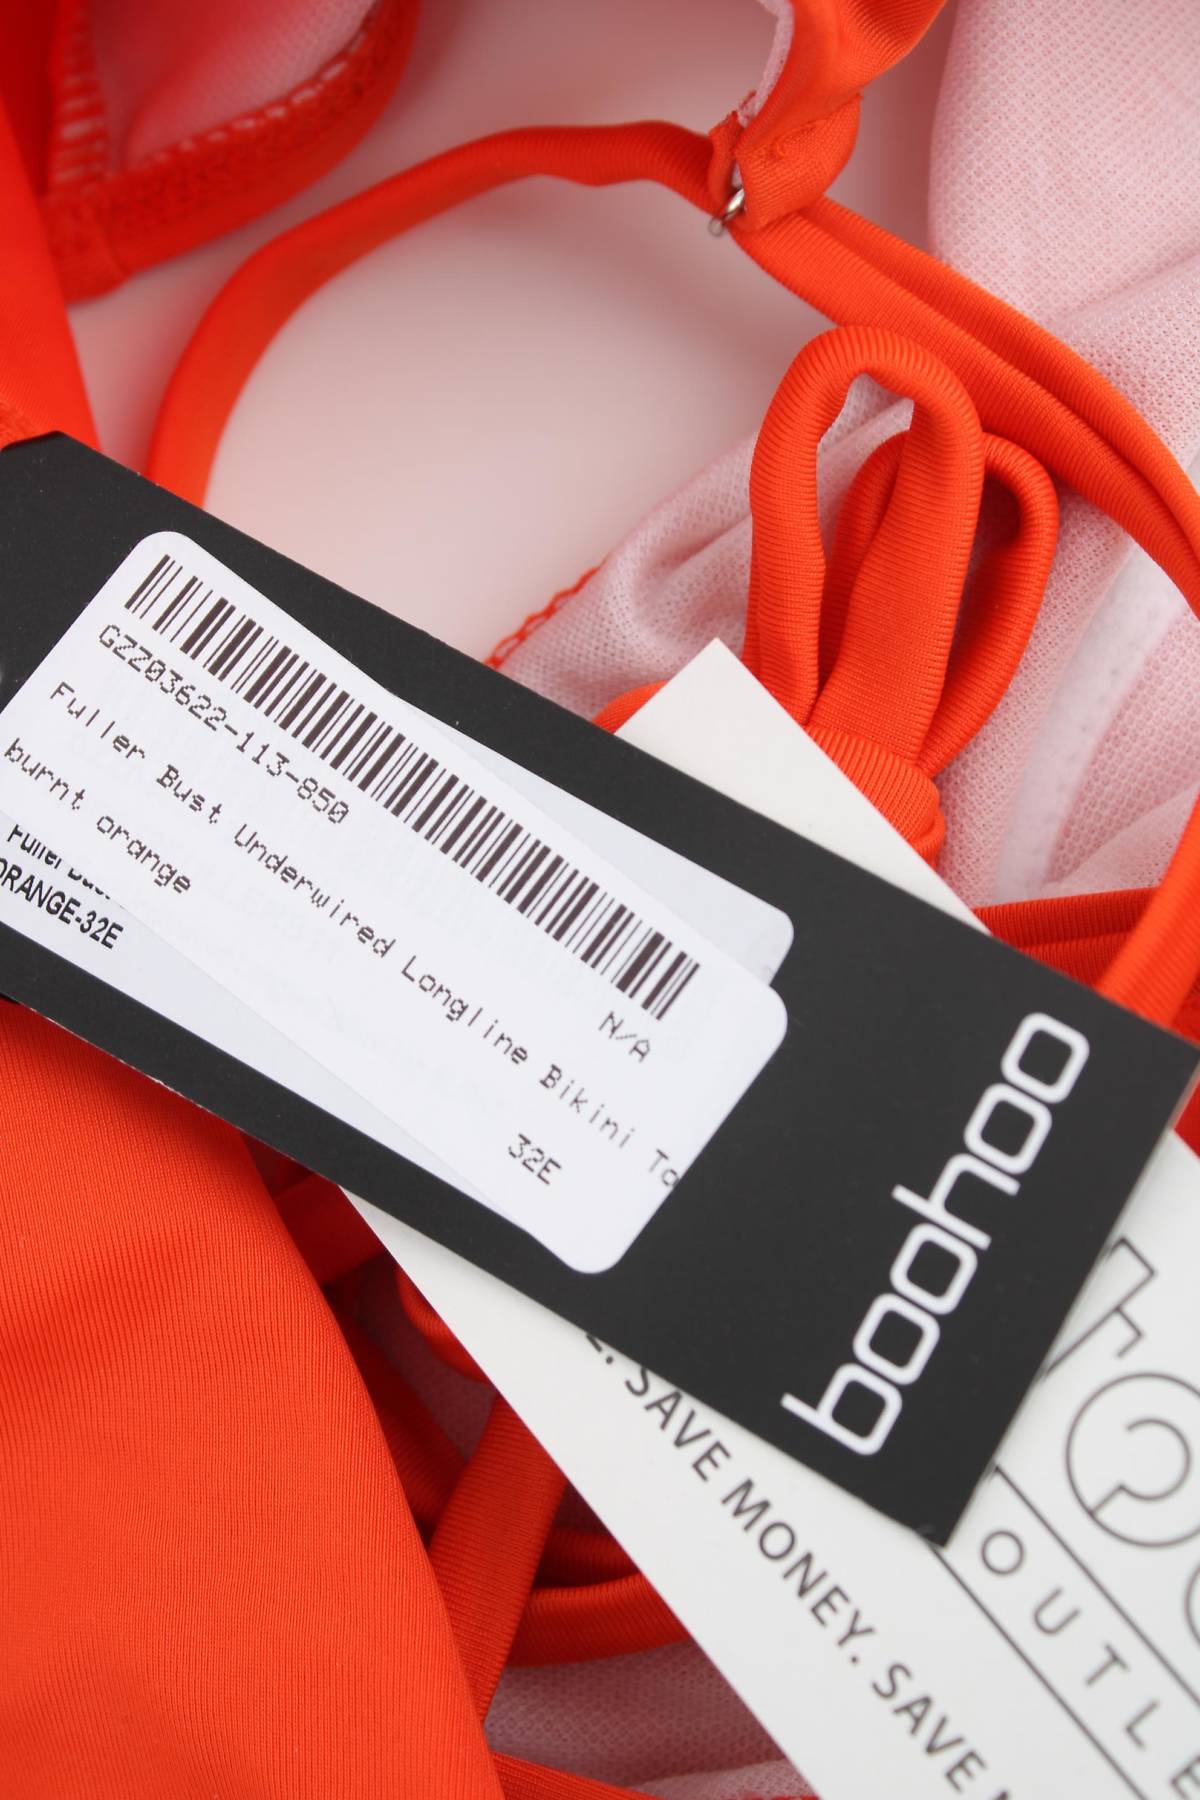 GZZ03622-113-850
N/A
Fuller Bust Underwired Longline Bikini To
burnt orange
32E
Fuller
ORANGE-32E
boohoo
SAVE MONEY. SAVE
OUTLE